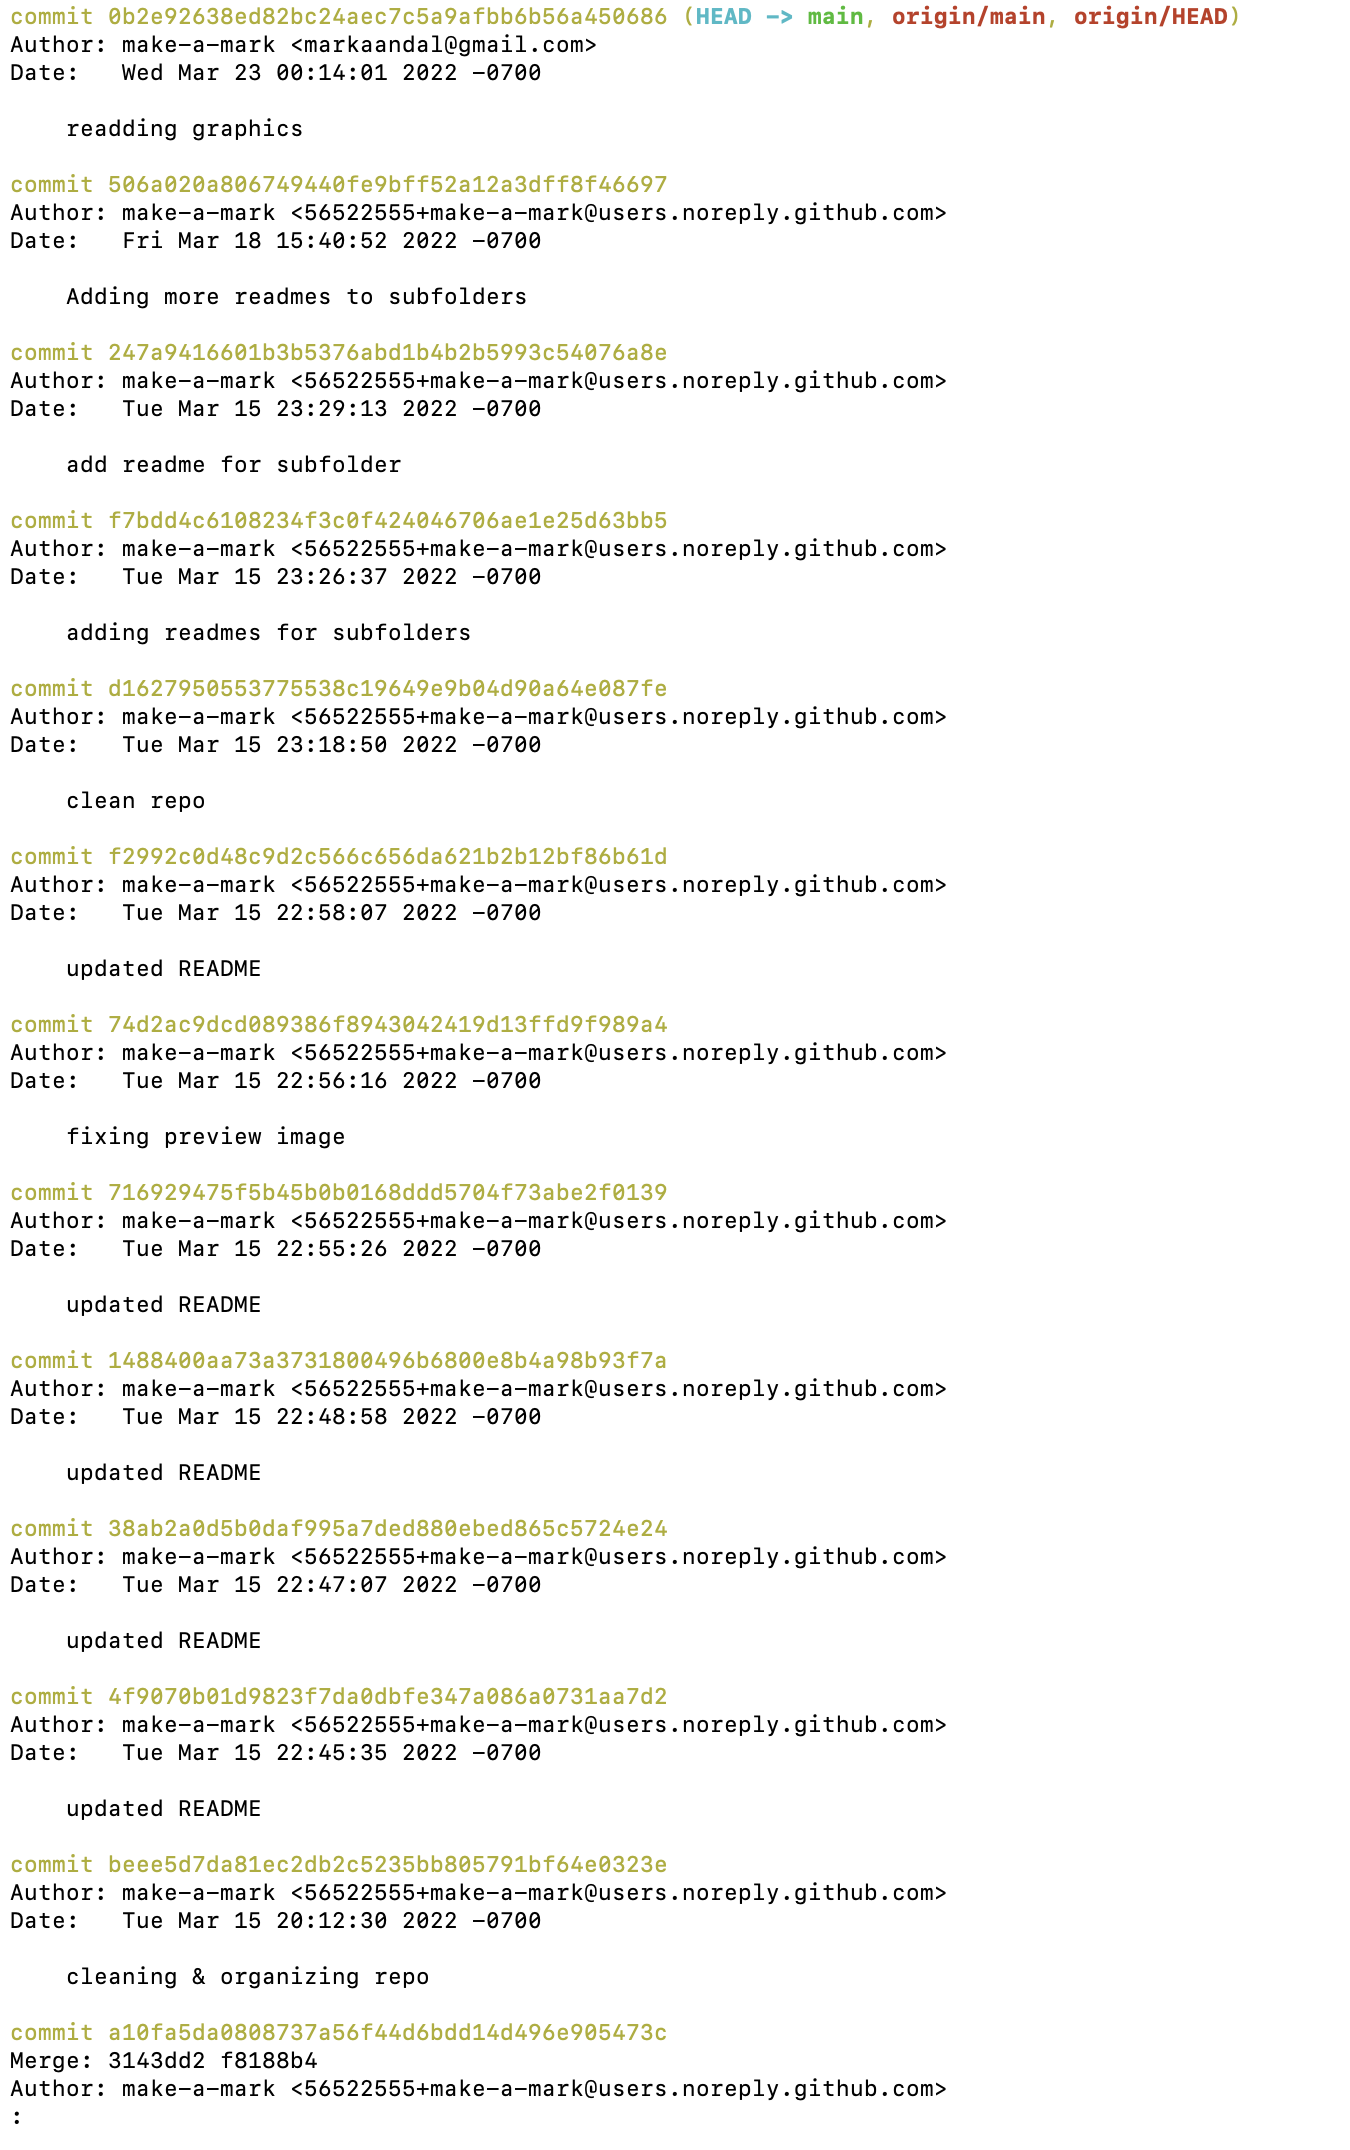 commit 0b2e92638ed82bc24aec7c5a9afbb6b56a450686 (HEAD -> main, origin/main, origin/HEAD)
Author: make-a-mark <markaandal@gmail.com>
Date:   Wed Mar 23 00:14:01 2022 -0700
readding graphics
commit 506a020a806749440fe9bff52a12a3dff8f46697
Author: make-a-mark <56522555+make-a-mark@users.noreply.github.com>
Date:   Fri Mar 18 15:40:52 2022 -0700
Adding more readmes to subfolders
commit 247a9416601b3b5376abd1b4b2b5993c54076a8e
Author: make-a-mark <56522555+make-a-mark@users.noreply.github.com>
Date:   Tue Mar 15 23:29:13 2022 -0700
add readme for subfolder
commit f7bdd4c6108234f3c0f424046706ae1e25d63bb5
Author: make-a-mark <56522555+make-a-mark@users.noreply.github.com>
Date:   Tue Mar 15 23:26:37 2022 -0700
adding readmes for subfolders
commit d1627950553775538c19649e9b04d90a64e087fe
Author: make-a-mark <56522555+make-a-mark@users.noreply.github.com>
Date:   Tue Mar 15 23:18:50 2022 -0700
clean repo
commit f2992c0d48c9d2c566c656da621b2b12bf86b61d
Author: make-a-mark <56522555+make-a-mark@users.noreply.github.com>
Date:   Tue Mar 15 22:58:07 2022 -0700
updated README
commit 74d2ac9dcd089386f8943042419d13ffd9f989a4
Author: make-a-mark <56522555+make-a-mark@users.noreply.github.com>
Date:   Tue Mar 15 22:56:16 2022 -0700
fixing preview image
commit 716929475f5b45b0b0168ddd5704f73abe2f0139
Author: make-a-mark <56522555+make-a-mark@users.noreply.github.com>
Date:   Tue Mar 15 22:55:26 2022 -0700
updated README
commit 1488400aa73a3731800496b6800e8b4a98b93f7a
Author: make-a-mark <56522555+make-a-mark@users.noreply.github.com>
Date:   Tue Mar 15 22:48:58 2022 -0700
updated README
commit 38ab2a0d5b0daf995a7ded880ebed865c5724e24
Author: make-a-mark <56522555+make-a-mark@users.noreply.github.com>
Date:   Tue Mar 15 22:47:07 2022 -0700
updated README
commit 4f9070b01d9823f7da0dbfe347a086a0731aa7d2
Author: make-a-mark <56522555+make-a-mark@users.noreply.github.com>
Date:   Tue Mar 15 22:45:35 2022 -0700
updated README
commit beee5d7da81ec2db2c5235bb805791bf64e0323e
Author: make-a-mark <56522555+make-a-mark@users.noreply.github.com>
Date:   Tue Mar 15 20:12:30 2022 -0700
cleaning & organizing repo
commit a10fa5da0808737a56f44d6bdd14d496e905473c
Merge: 3143dd2 f8188b4
Author: make-a-mark <56522555+make-a-mark@users.noreply.github.com>
: